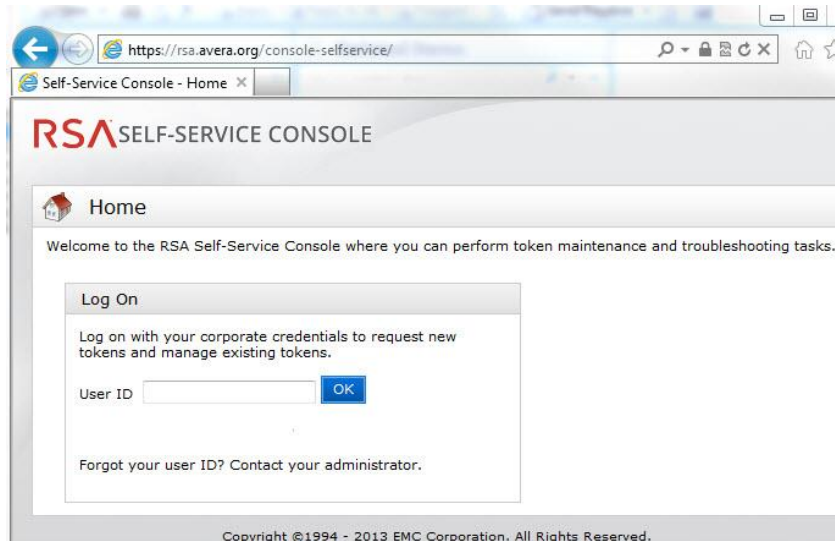 https://rsa.avera.org/console-selfservice/
Self-Service Console - Home
RSA SELF-SERVICE CONSOLE
Home
Welcome to the RSA Self-Service Console where you can perform token maintenance and troubleshooting tasks.
Log On
Log on with your corporate credentials to request new
tokens and manage existing tokens.
User ID
OK
Forgot your user ID? Contact your administrator.
Copyright ©1994 - 2013 EMC Corporation. All Rights Reserved.